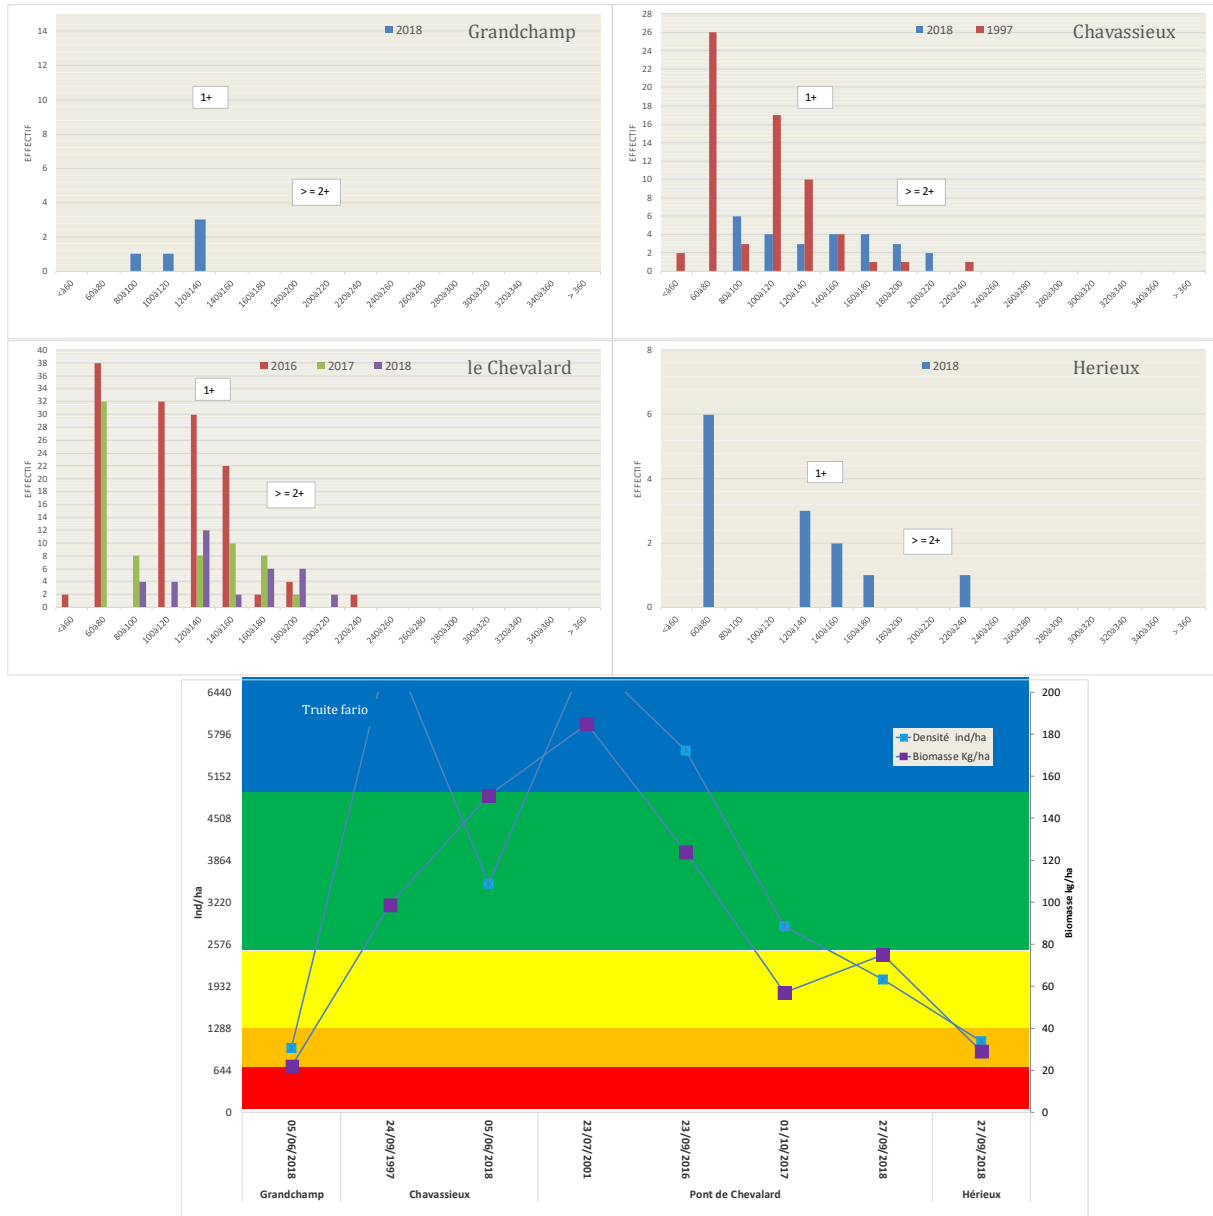 2018
Grandchamp
14
12
10
8
6
4
2
0
EFFECTIF
1+
> = 2+
<à60
60à80
80à100
100à120
120à140
140à160
160à180
180à200
200à220
220à240
240à260
260à280
280à300
300à320
320à340
340à360
> 360
2018 1997
Chavassieux
28
26
24
22
20
18
16
14
12
10
8
6
4
2
0
EFFECTIF
1+
> = 2+
<à60
60à80
80à100
100à120
120à140
140à160
160à180
180à200
200à220
220à240
240à260
260à280
280à300
300à320
320à340
340à360
> 360
2016 2017 2018
le Chevalard
40
38
36
34
32
30
28
26
24
22
20
18
16
14
12
10
8
6
4
2
0
EFFECTIF
1+
> = 2+
<à60
60à80
80à100
100à120
120à140
140à160
160à180
180à200
200à220
220à240
240à260
260à280
280à300
300à320
320à340
340à360
> 360
2018
Herieux
8
6
4
2
0
EFFECTIF
1+
> = 2+
<à60
60à80
80à100
100à120
120à140
140à160
160à180
180à200
200à220
220à240
240à260
260à280
280à300
300à320
320à340
340à360
> 360
Truite fario
Densité ind/ha
Biomasse Kg/ha
6440
5796
5152
4508
3864
3220
2576
1932
1288
644
0
Ind/ha
200
180
160
140
120
100
80
60
40
20
0
Biomasse kg/ha
05/06/2018
24/09/1997
05/06/2018
23/07/2001
23/09/2016
01/10/2017
27/09/2018
27/09/2018
Grandchamp
Chavassieux
Pont de Chevalard
Hérieux